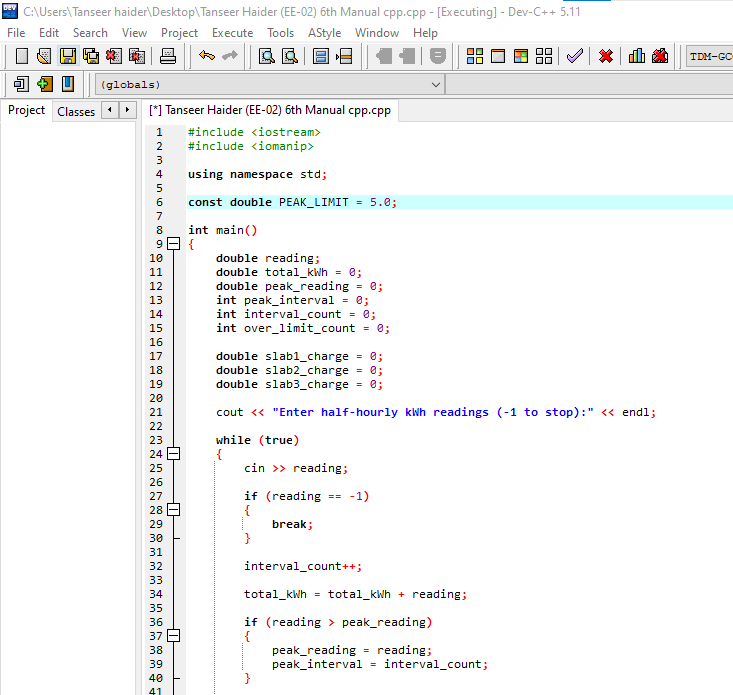 C:\Users\Tanseer haider\Desktop\Tanseer Haider (EE-02) 6th Manual cpp.cpp - [Executing] - Dev-C++ 5.11
File Edit Search View Project Execute Tools AStyle Window Help
TDM-GC
(globals)
Project Classes [*] Tanseer Haider (EE-02) 6th Manual cpp.cpp
1 #include <iostream>
2 #include <iomanip>
3
4 using namespace std;
5
6 const double PEAK_LIMIT = 5.0;
7
8 int main()
9 {
10 double reading;
11 double total_kWh = 0;
12 double peak_reading = 0;
13 int peak_interval = 0;
14 int interval_count = 0;
15 int over_limit_count = 0;
16
17 double slab1_charge = 0;
18 double slab2_charge = 0;
19 double slab3_charge = 0;
20
21 cout << "Enter half-hourly kWh readings (-1 to stop):" << endl;
22
23 while (true)
24 {
25 cin >> reading;
26
27 if (reading == -1)
28 {
29 break;
30 }
31
32 interval_count++;
33
34 total_kWh = total_kWh + reading;
35
36 if (reading > peak_reading)
37 {
38 peak_reading = reading;
39 peak_interval = interval_count;
40 }
41